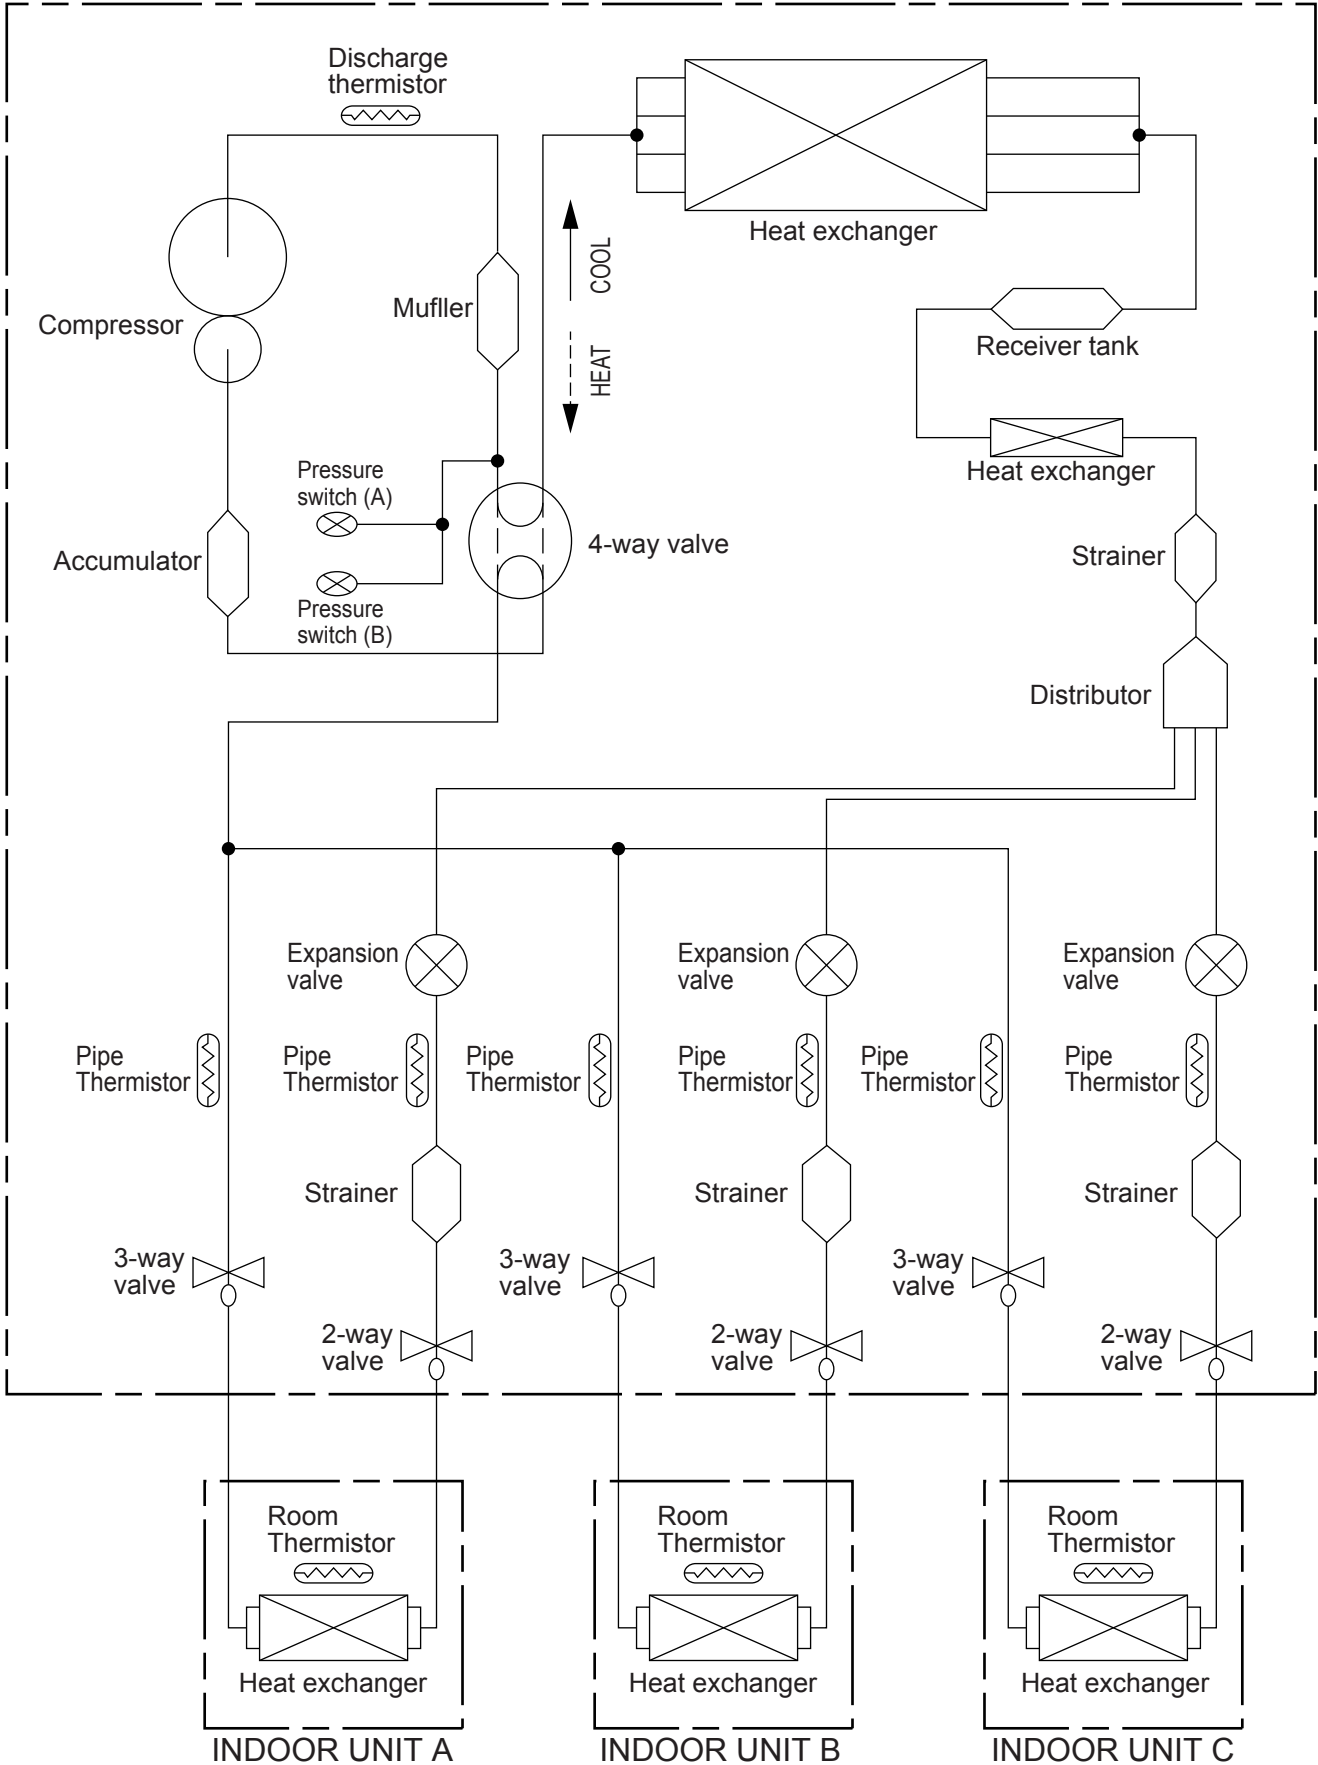 Discharge
thermistor
Heat exchanger
COOL
HEAT
Mufller
Compressor
Receiver tank
Heat exchanger
Pressure
switch (A)
4-way valve
Accumulator
Strainer
Pressure
switch (B)
Distributor
Expansion
valve
Expansion
valve
Expansion
valve
Pipe
Thermistor
Pipe
Thermistor
Pipe
Thermistor
Pipe
Thermistor
Pipe
Thermistor
Pipe
Thermistor
Strainer
Strainer
Strainer
3-way
valve
3-way
valve
3-way
valve
2-way
valve
2-way
valve
2-way
valve
Room
Thermistor
Room
Thermistor
Room
Thermistor
Heat exchanger
Heat exchanger
Heat exchanger
INDOOR UNIT A
INDOOR UNIT B
INDOOR UNIT C